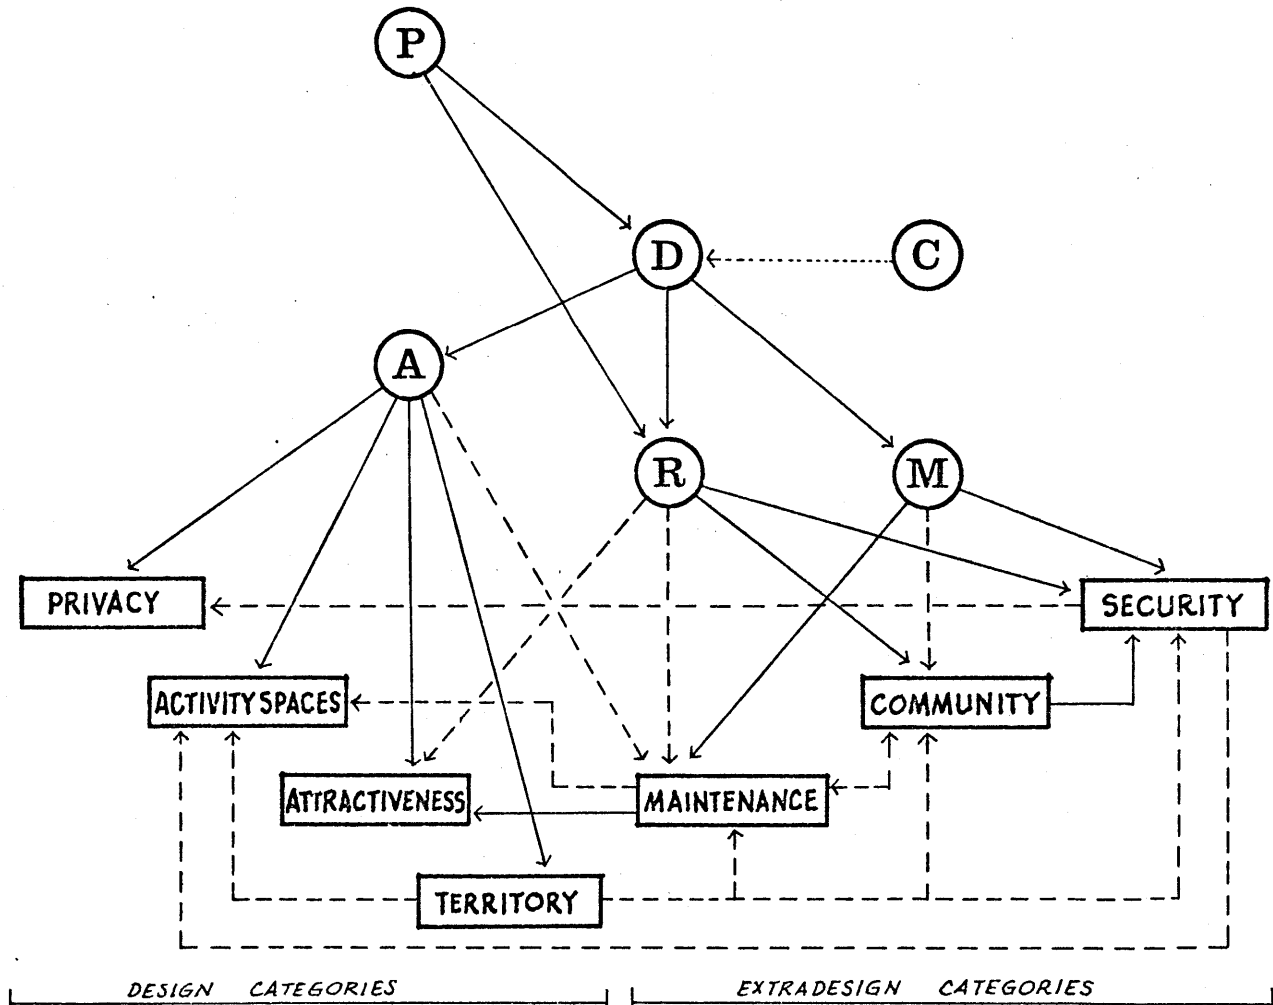 P
D
C
A
R
M
PRIVACY
SECURITY
ACTIVITY SPACES
COMMUNITY
ATTRACTIVENESS
MAINTENANCE
TERRITORY
DESIGN CATEGORIES
EXTRADESIGN CATEGORIES